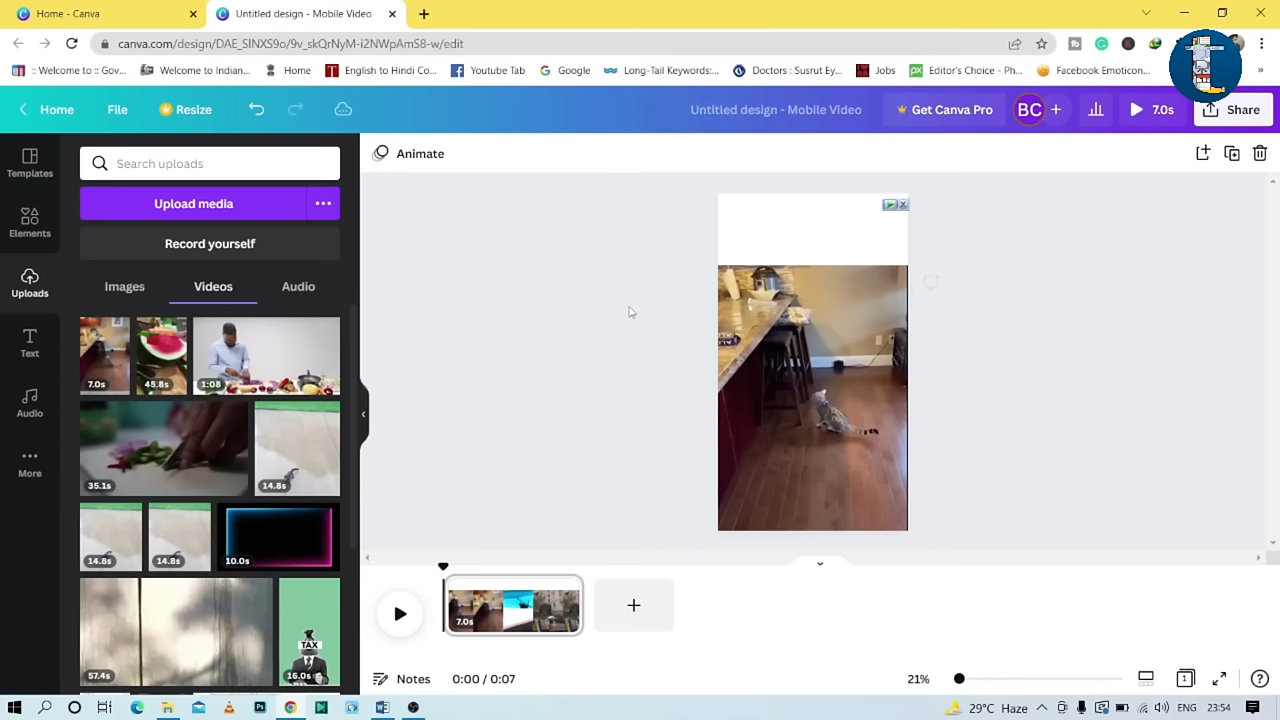 Home - Canva
Untitled design - Mobile Video
canva.com/design/DAE_SINXS9o/9v_skQrNyM-i2NWpAmS8-w/edit
:: Welcome to :: Gov...
Welcome to Indian...
Home
English to Hindi Co...
Youtube Tab
Google
Long-Tail Keywords:...
Doctors : Susrut Ey...
Jobs
Editor's Choice - Ph...
Facebook Emoticon...
»
Home
File
Resize
Untitled design - Mobile Video
Get Canva Pro
BC
+
7.0s
Share
Templates
Elements
Uploads
Text
Audio
More
Search uploads
Upload media
Record yourself
Images
Videos
Audio
7.0s
45.8s
1:08
35.1s
14.8s
14.8s
14.8s
10.0s
57.4s
TAX
16.0s
Animate
7.0s
Notes
0:00 / 0:07
21%
1
29°C Haze
ENG
23:54